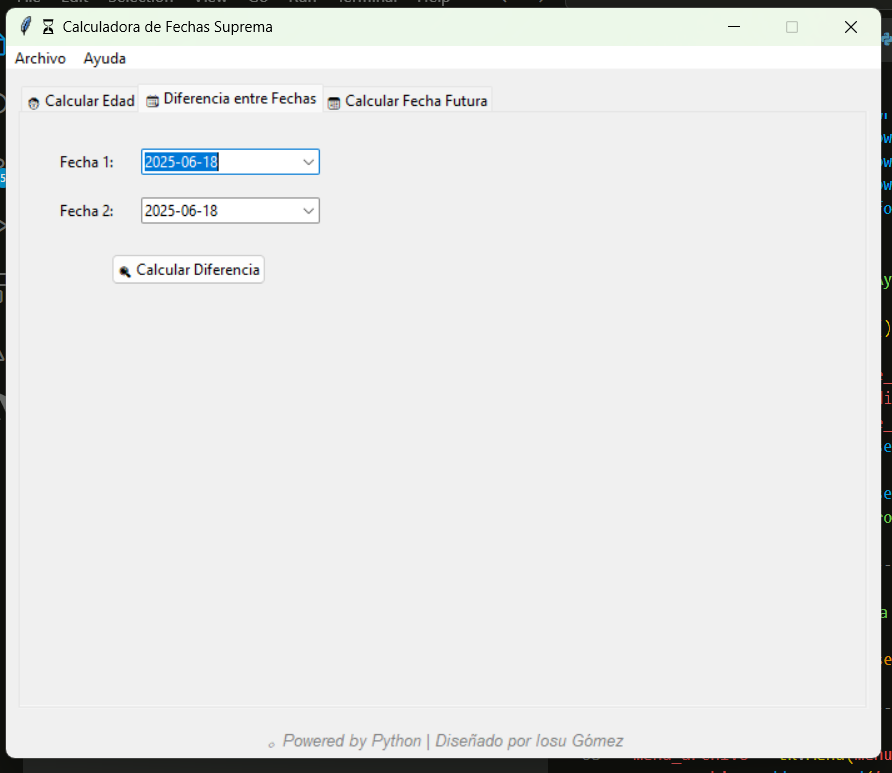 Calculadora de Fechas Suprema
Archivo Ayuda
Calcular Edad Diferencia entre Fechas Calcular Fecha Futura
Fecha 1: 2025-06-18
Fecha 2: 2025-06-18
Calcular Diferencia
Powered by Python | Diseñado por Iosu Gómez